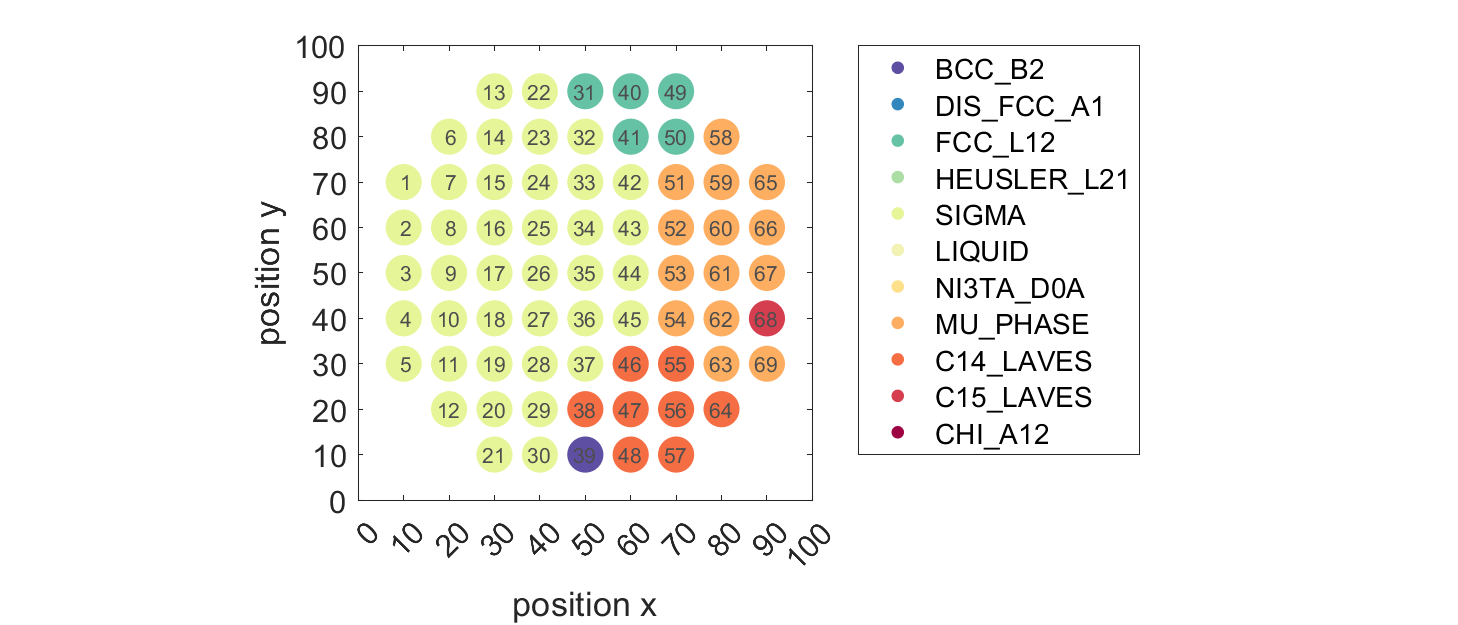 100
90
80
70
60
50
40
30
20
10
0
position y
13 22 31 40 49
6 14 23 32 41 50 58
1 7 15 24 33 42 51 59 65
2 8 16 25 34 43 52 60 66
3 9 17 26 35 44 53 61 67
4 10 18 27 36 45 54 62 68
5 11 19 28 37 46 55 63 69
12 20 29 38 47 56 64
21 30 39 48 57
0 10 20 30 40 50 60 70 80 90 100
position x
BCC_B2
DIS_FCC_A1
FCC_L12
HEUSLER_L21
SIGMA
LIQUID
NI3TA_D0A
MU_PHASE
C14_LAVES
C15_LAVES
CHI_A12